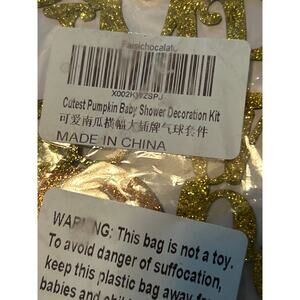 X002KWZSPJ
Cutest Pumpkin Baby Shower Decoration Kit
可爱南瓜横幅大插牌气球套件
MADE IN CHINA
WARNING: This bag is not a toy.
To avoid danger of suffocation,
keep this plastic bag away from
babies and